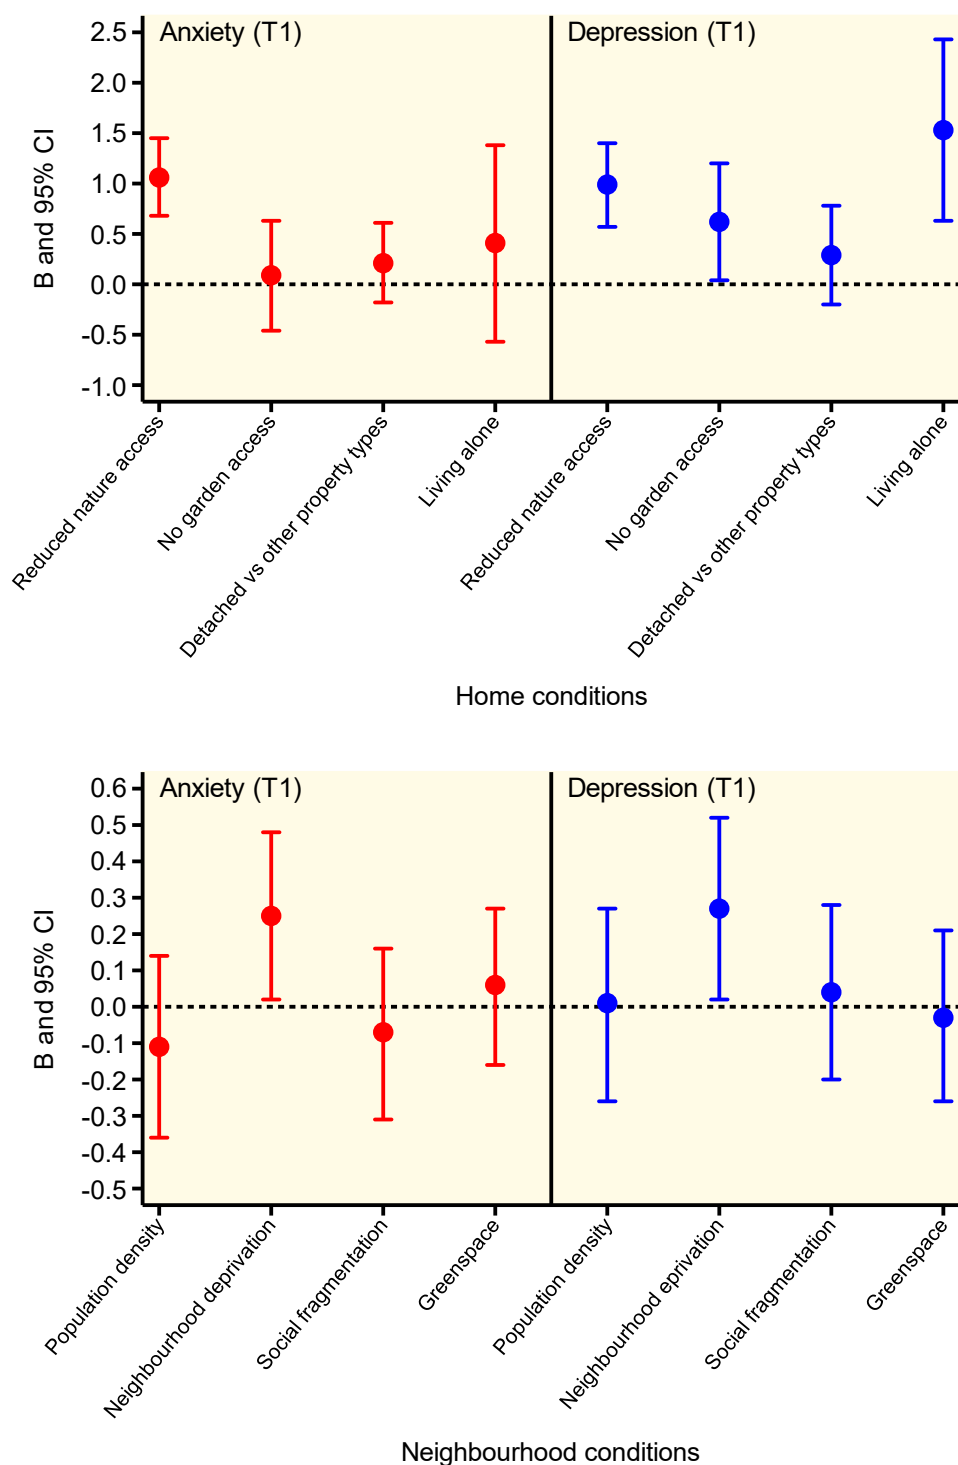 Anxiety (T1)
Depression (T1)
B and 95% CI
2.5
2.0
1.5
1.0
0.5
0.0
-0.5
-1.0
Reduced nature access
No garden access
Detached vs other property types
Living alone
Reduced nature access
No garden access
Detached vs other property types
Living alone
Home conditions
Anxiety (T1)
Depression (T1)
B and 95% CI
0.6
0.5
0.4
0.3
0.2
0.1
0.0
-0.1
-0.2
-0.3
-0.4
-0.5
Population density
Neighbourhood deprivation
Social fragmentation
Greenspace
Population density
Neighbourhood eprivation
Social fragmentation
Greenspace
Neighbourhood conditions